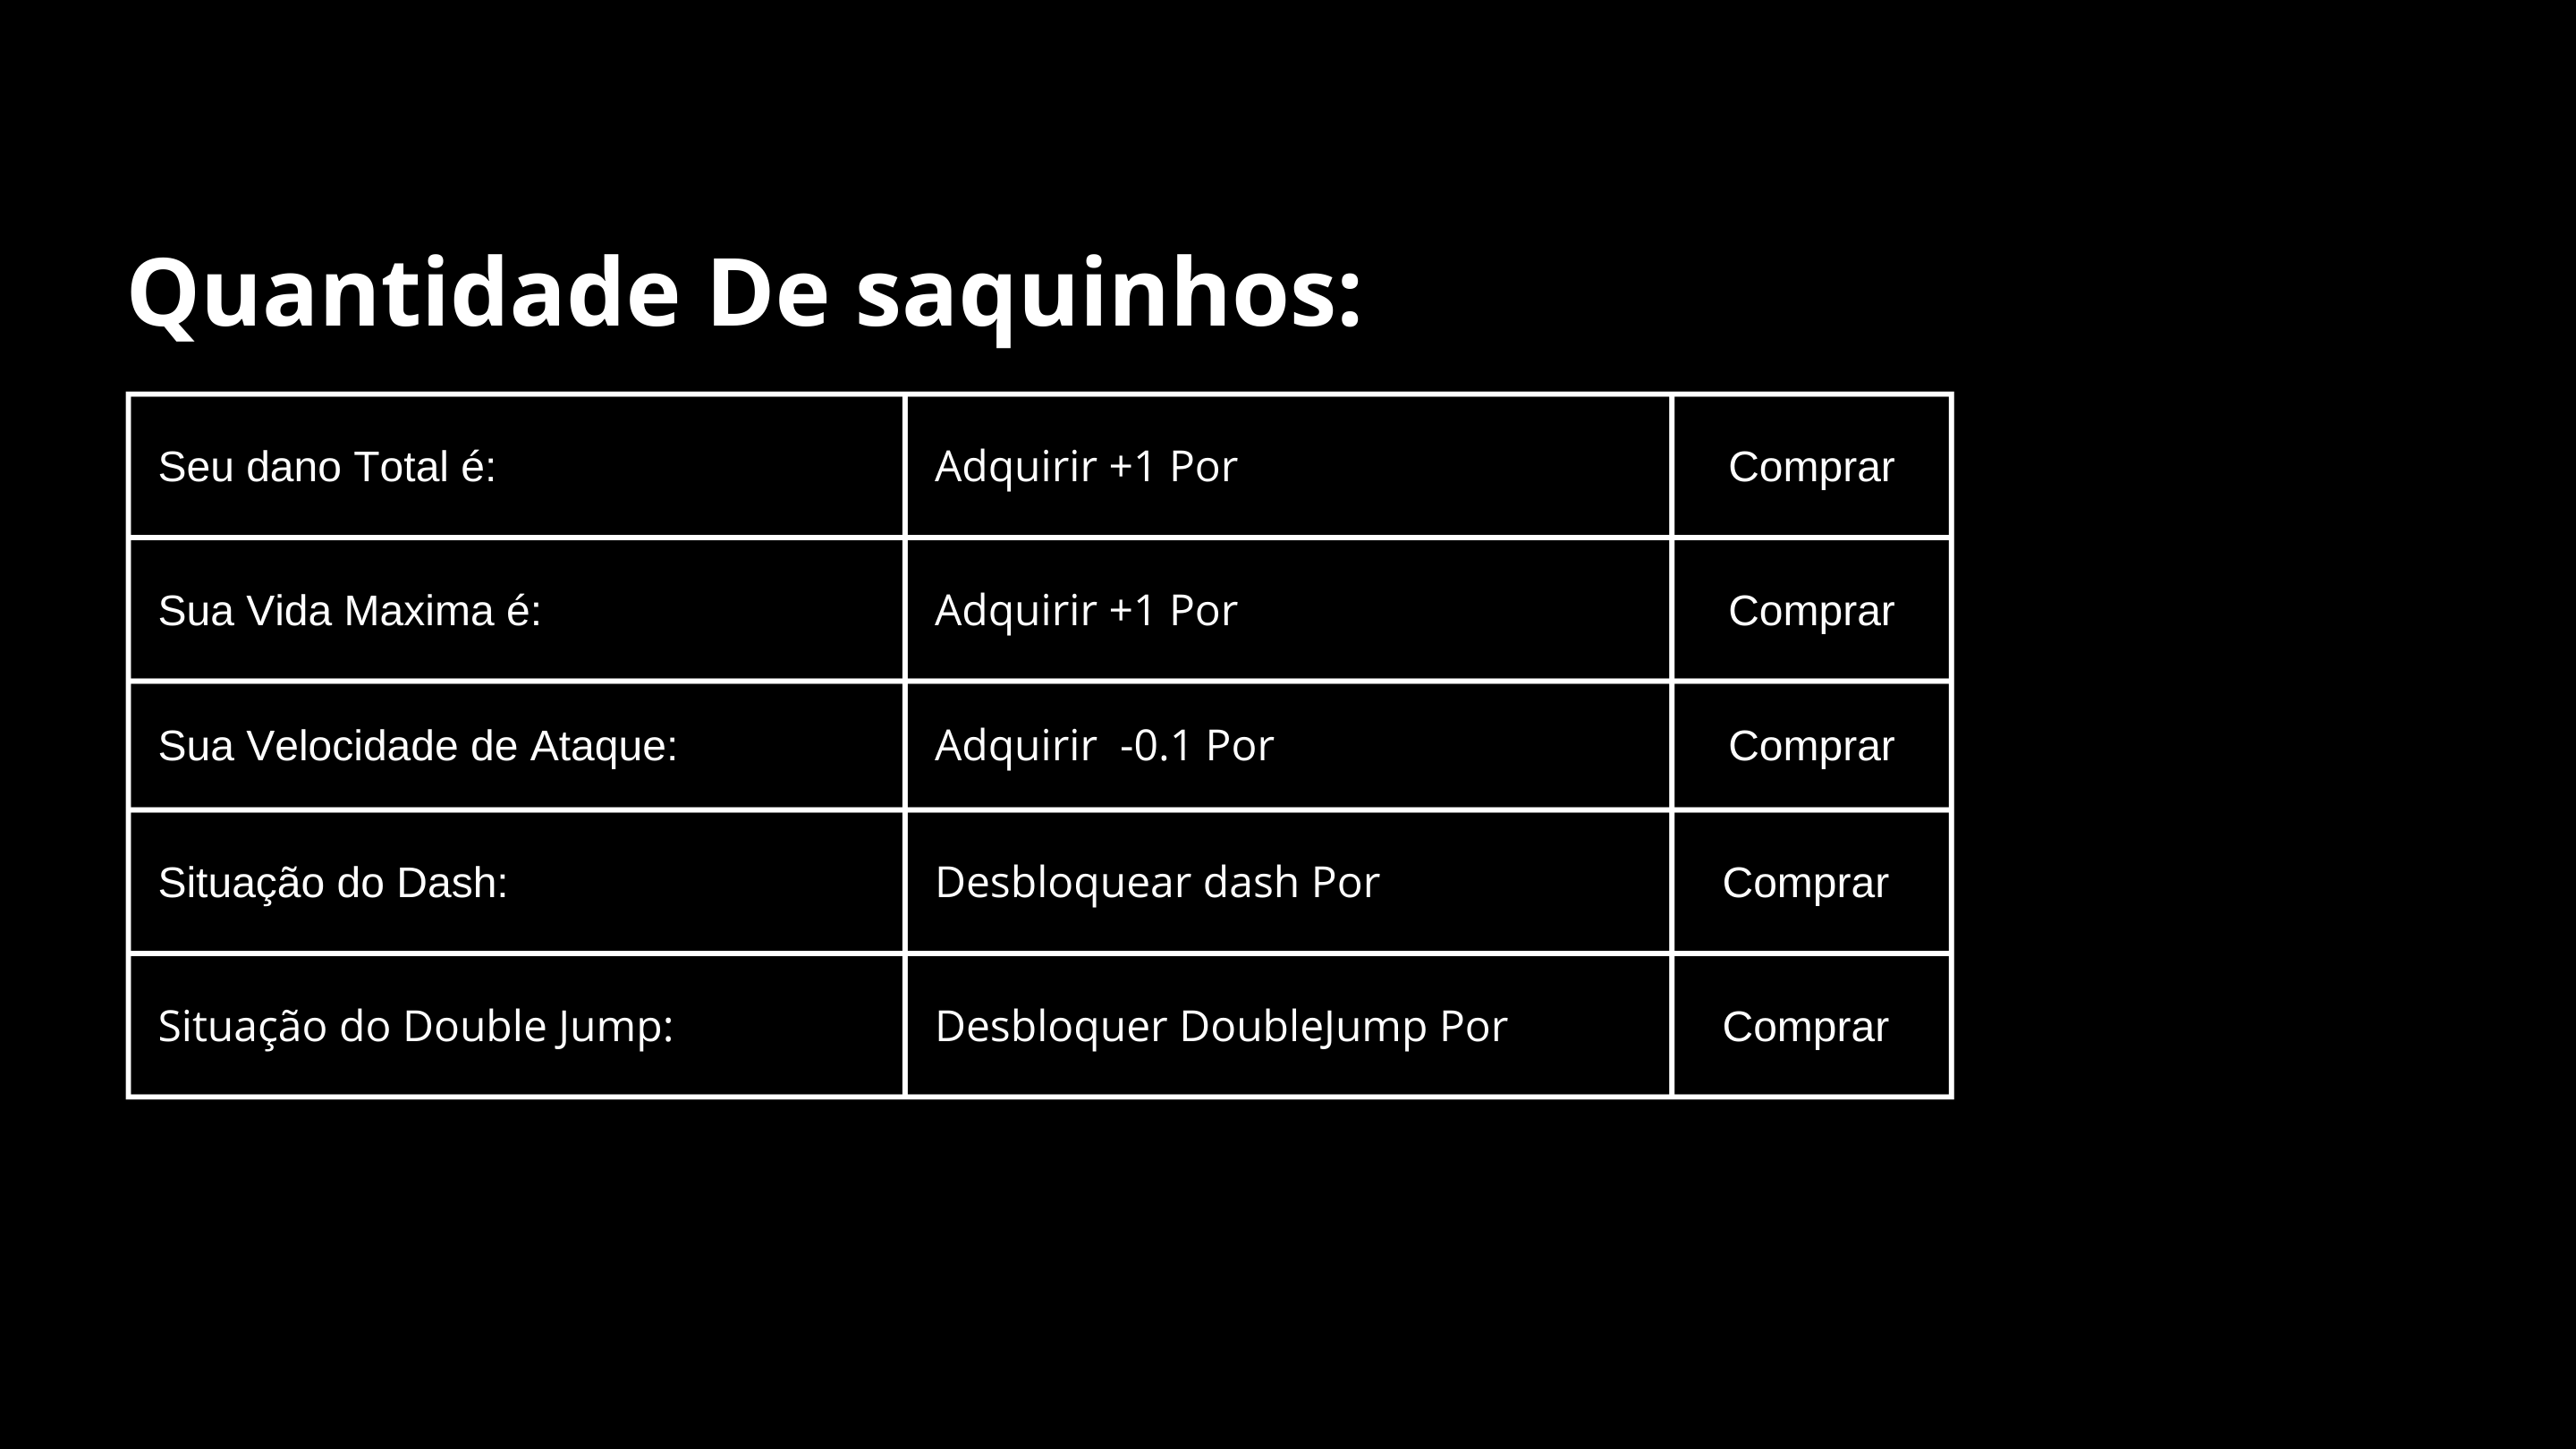 Quantidade De saquinhos:
Seu dano Total é: Adquirir +1 Por Comprar
Sua Vida Maxima é: Adquirir +1 Por Comprar
Sua Velocidade de Ataque: Adquirir  -0.1 Por Comprar
Situação do Dash: Desbloquear dash Por Comprar
Situação do Double Jump: Desbloquer DoubleJump Por Comprar